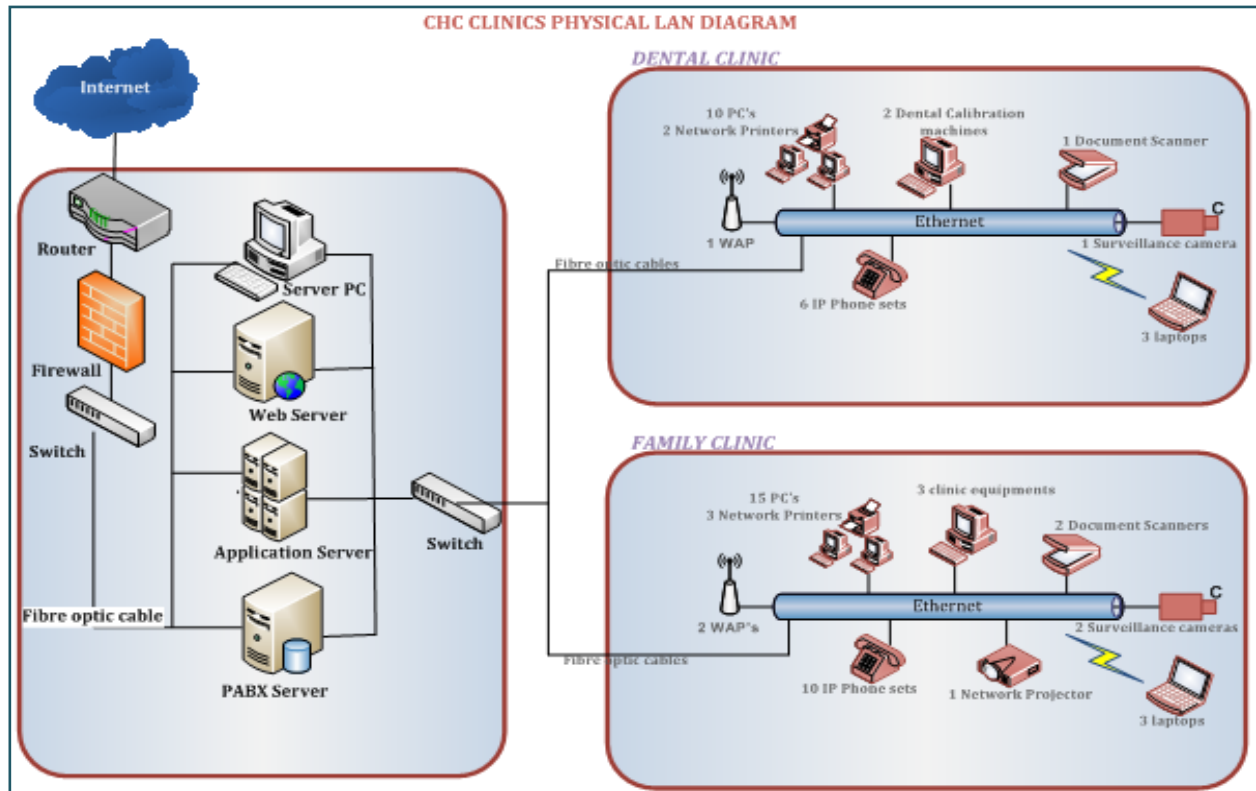 CHC CLINICS PHYSICAL LAN DIAGRAM
Internet
Router
Firewall
Switch
Fibre optic cable
Server PC
Web Server
Application Server
PABX Server
Switch
DENTAL CLINIC
10 PC's
2 Network Printers
2 Dental Calibration
machines
1 Document Scanner
1 WAP
Ethernet
C
1 Surveillance camera
Fibre optic cables
6 IP Phone sets
3 laptops
FAMILY CLINIC
15 PC's
3 Network Printers
3 clinic equipments
2 Document Scanners
2 WAP's
Ethernet
C
2 Surveillance cameras
Fibre optic cables
10 IP Phone sets
1 Network Projector
3 laptops